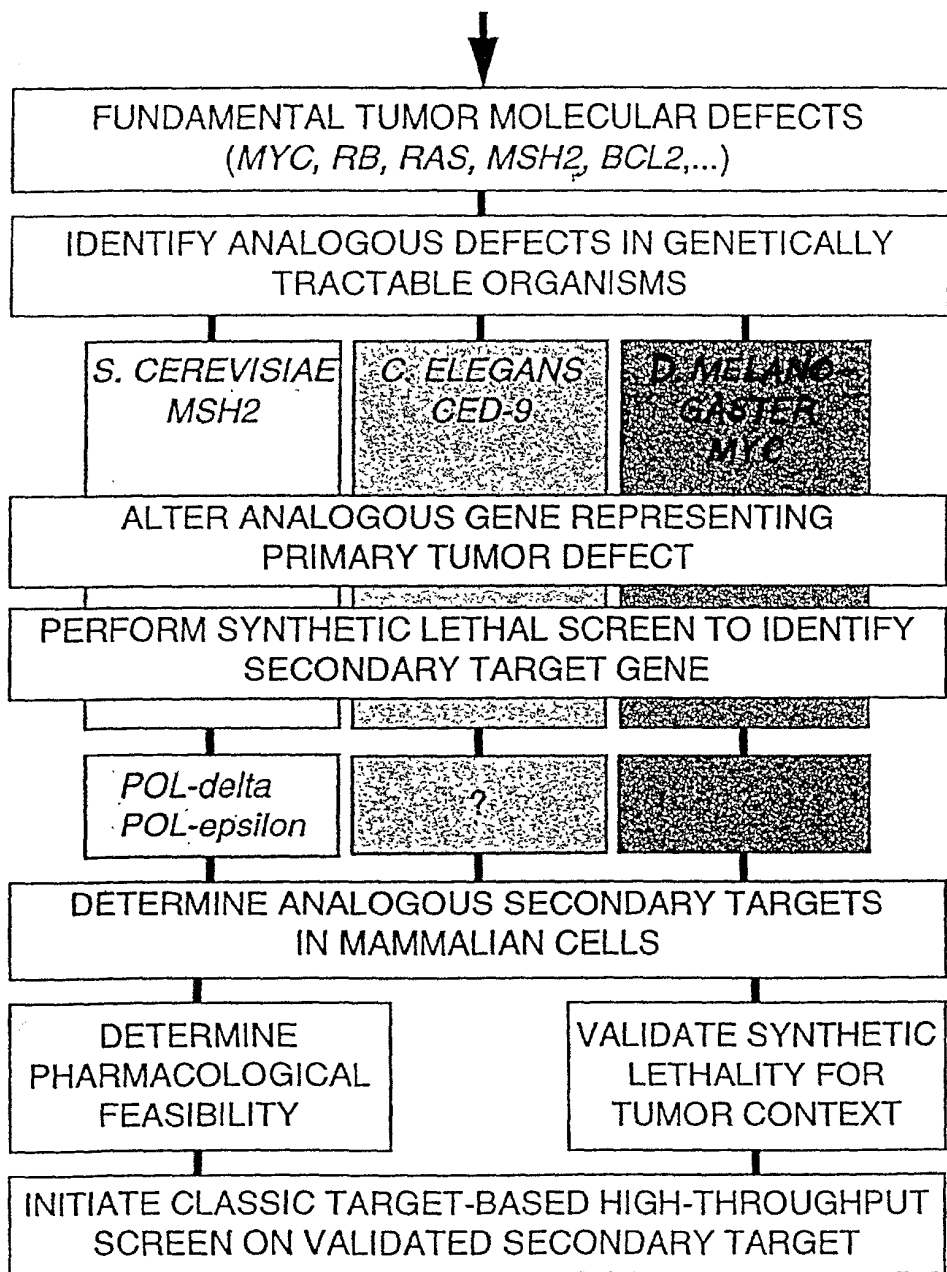 FUNDAMENTAL TUMOR MOLECULAR DEFECTS
(MYC, RB, RAS, MSH2, BCL2,...)
IDENTIFY ANALOGOUS DEFECTS IN GENETICALLY
TRACTABLE ORGANISMS
S. CEREVISIAE
MSH2
C. ELEGANS
CED-9
D. MELANO-
GASTER
MYC
ALTER ANALOGOUS GENE REPRESENTING
PRIMARY TUMOR DEFECT
PERFORM SYNTHETIC LETHAL SCREEN TO IDENTIFY
SECONDARY TARGET GENE
POL-delta
POL-epsilon
?
DETERMINE ANALOGOUS SECONDARY TARGETS
IN MAMMALIAN CELLS
DETERMINE
PHARMACOLOGICAL
FEASIBILITY
VALIDATE SYNTHETIC
LETHALITY FOR
TUMOR CONTEXT
INITIATE CLASSIC TARGET-BASED HIGH-THROUGHPUT
SCREEN ON VALIDATED SECONDARY TARGET